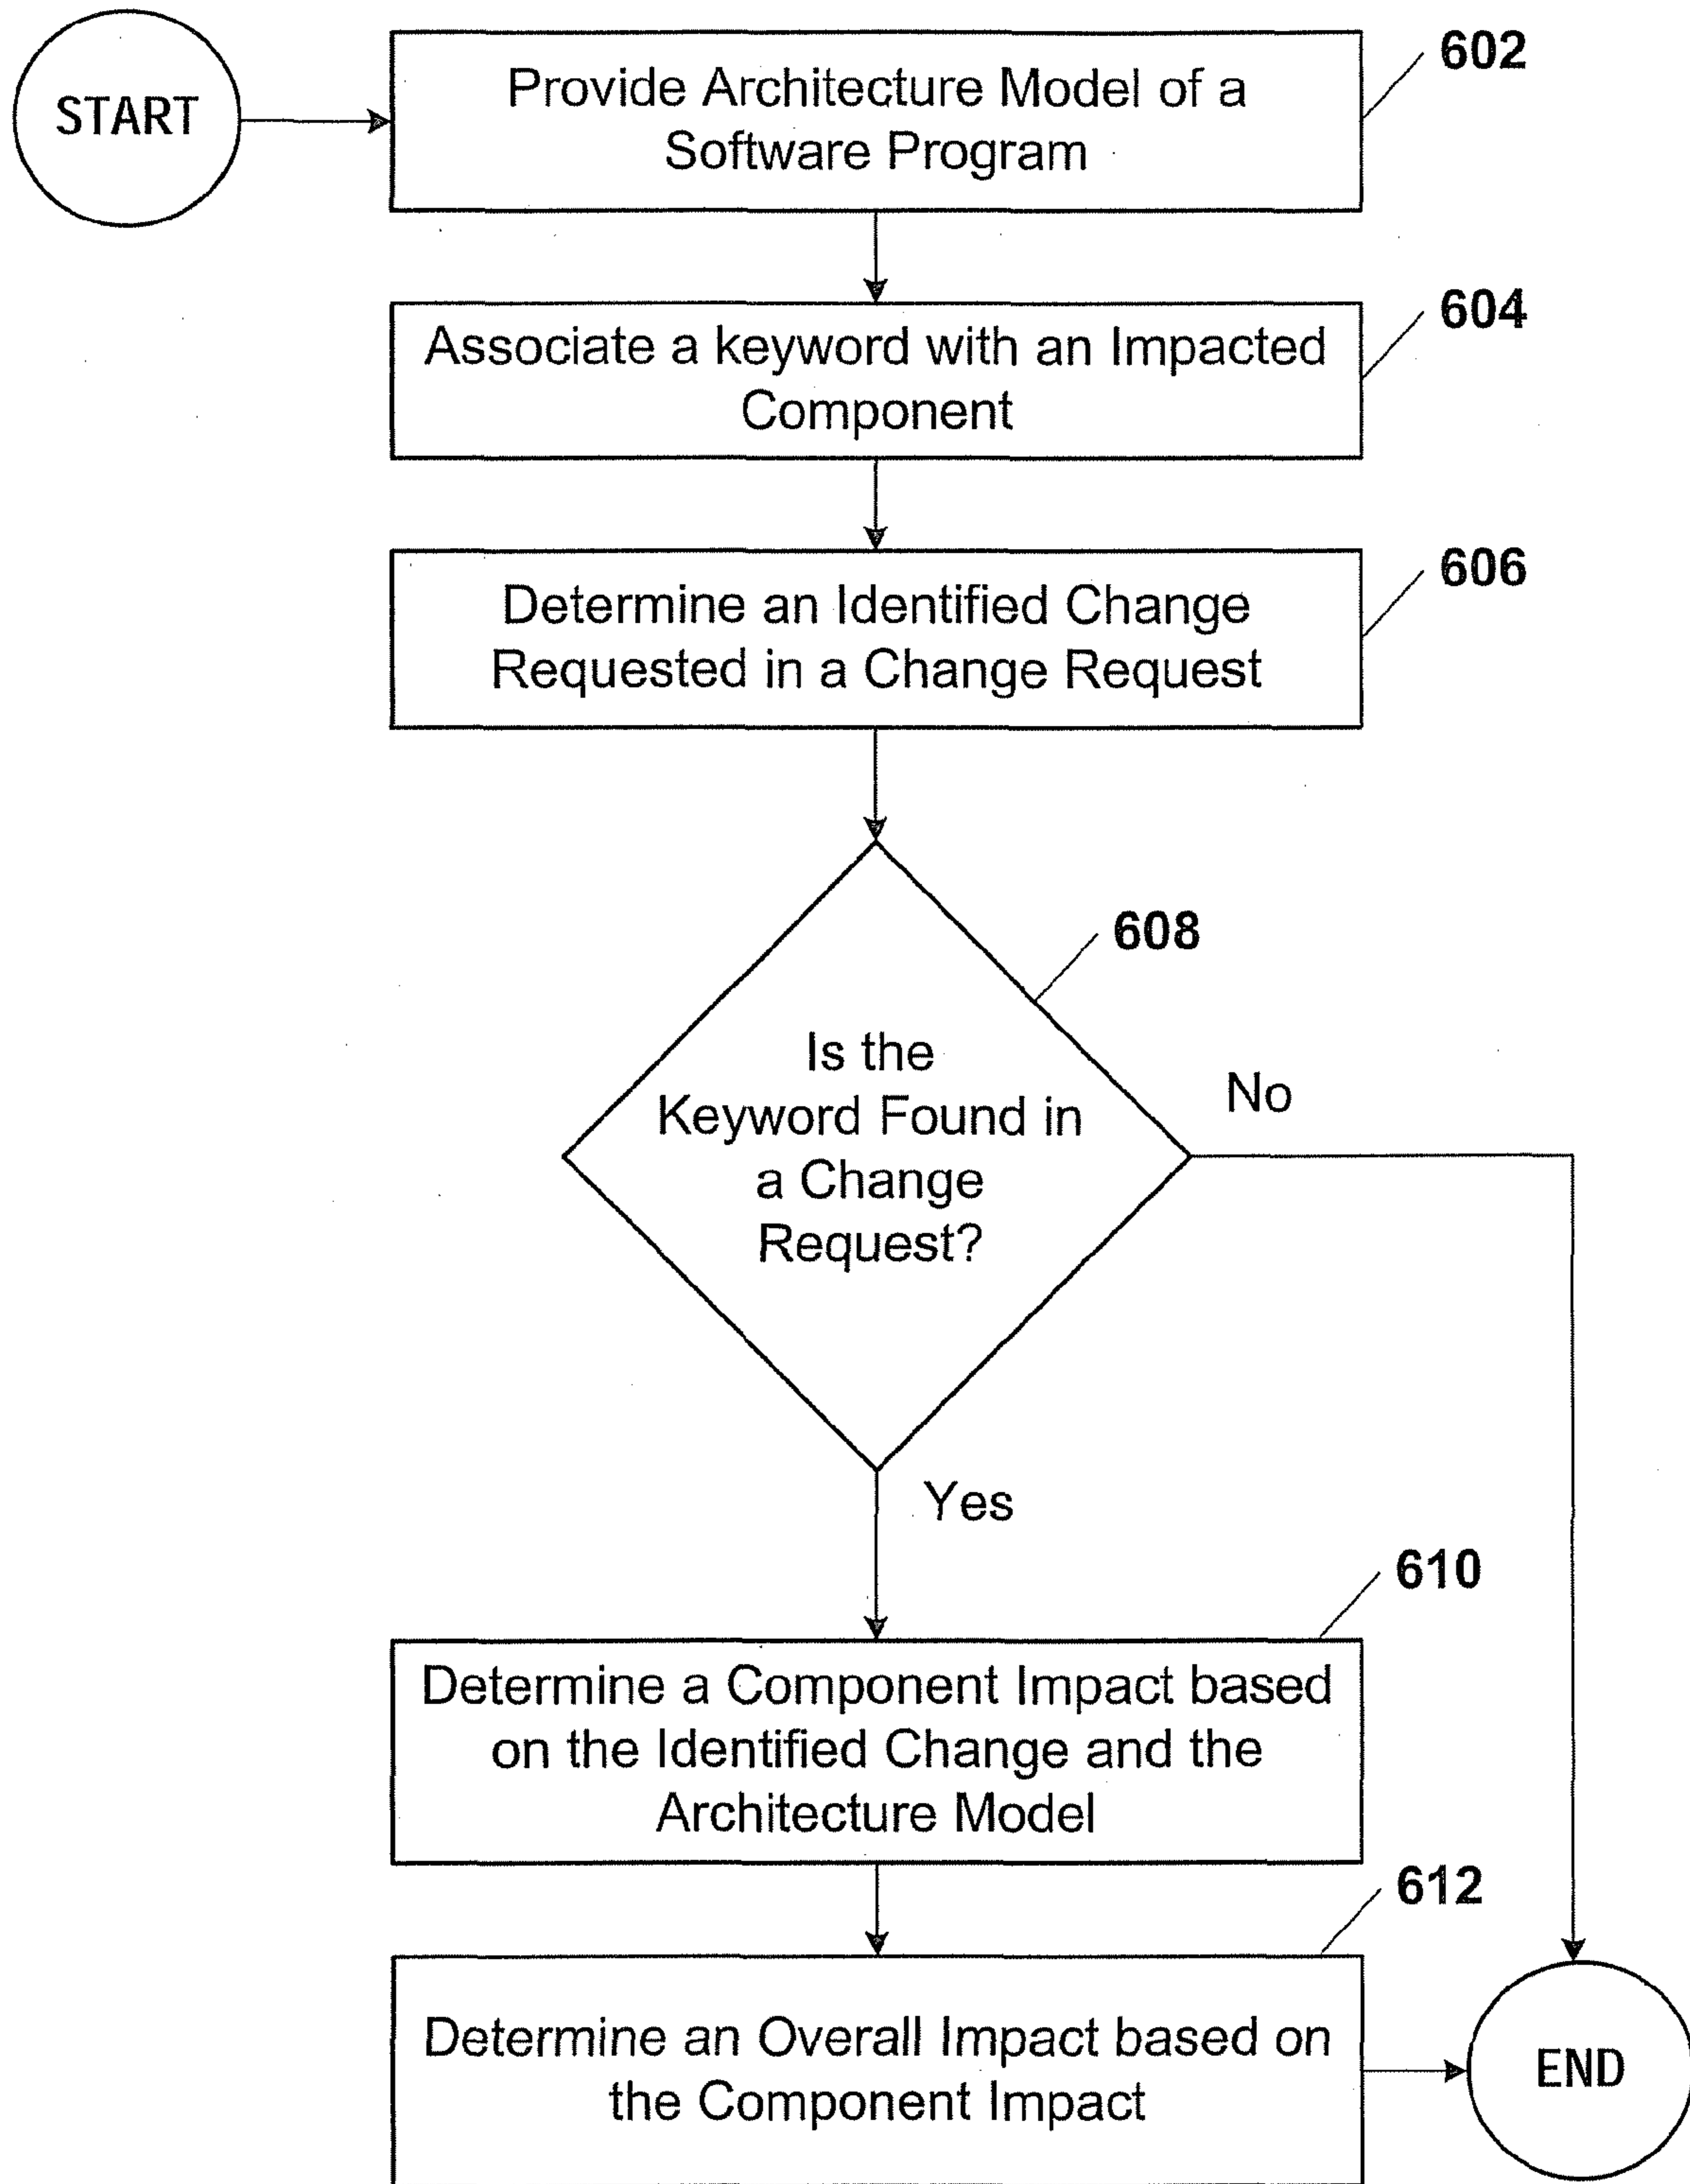 START
Provide Architecture Model of a
Software Program
602
Associate a keyword with an Impacted
Component
604
Determine an Identified Change
Requested in a Change Request
606
Is the
Keyword Found in
a Change
Request?
608
No
Yes
Determine a Component Impact based
on the Identified Change and the
Architecture Model
610
Determine an Overall Impact based on
the Component Impact
612
END